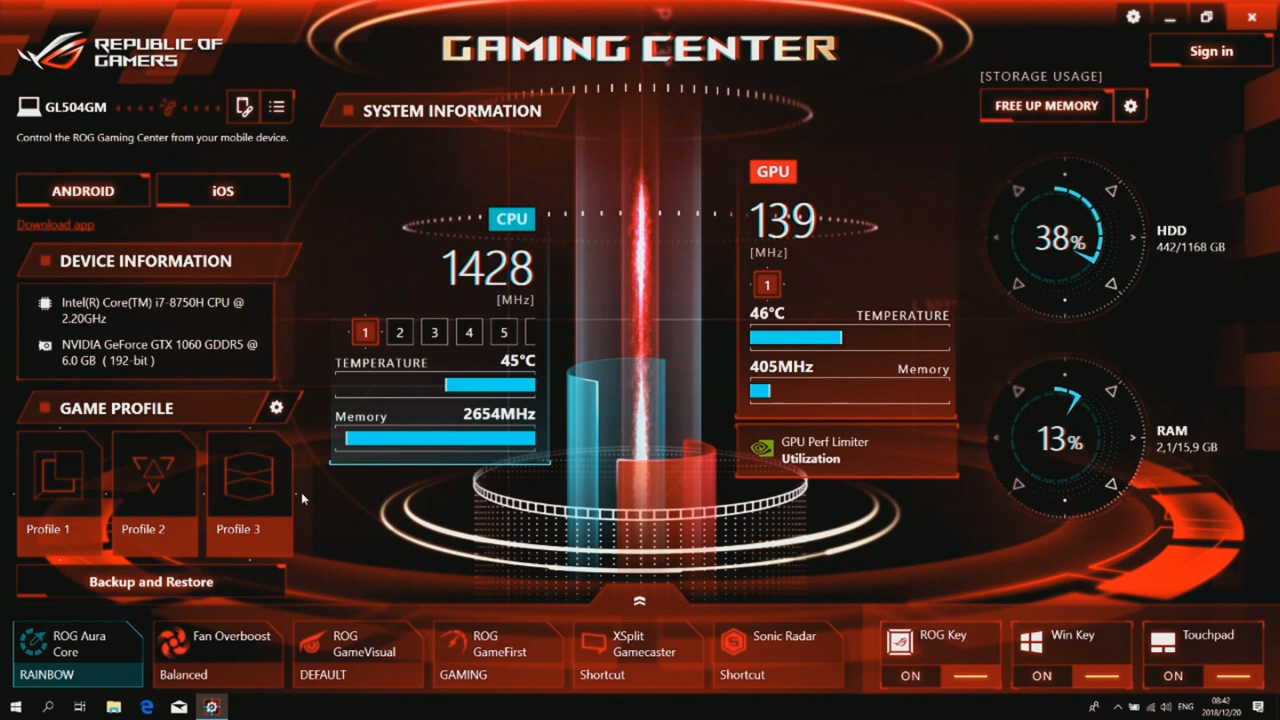 REPUBLIC OF
GAMERS
GAMING CENTER
Sign in
[STORAGE USAGE]
FREE UP MEMORY
GL504GM
Control the ROG Gaming Center from your mobile device.
ANDROID
iOS
Download app
SYSTEM INFORMATION
DEVICE INFORMATION
Intel(R) Core(TM) i7-8750H CPU @
2.20GHz
NVIDIA GeForce GTX 1060 GDDR5 @
6.0 GB ( 192-bit )
GAME PROFILE
Profile 1
Profile 2
Profile 3
Backup and Restore
CPU
1428
[MHz]
1 2 3 4 5
TEMPERATURE 45°C
Memory 2654MHz
GPU
139
[MHz]
1
46°C TEMPERATURE
405MHz Memory
GPU Perf Limiter
Utilization
38%
HDD
442/1168 GB
13%
RAM
2,1/15,9 GB
ROG Aura
Core
RAINBOW
Fan Overboost
Balanced
ROG
GameVisual
DEFAULT
ROG
GameFirst
GAMING
XSplit
Gamecaster
Shortcut
Sonic Radar
Shortcut
ROG Key
ON
Win Key
ON
Touchpad
ON
ENG
08:42
2018/12/20